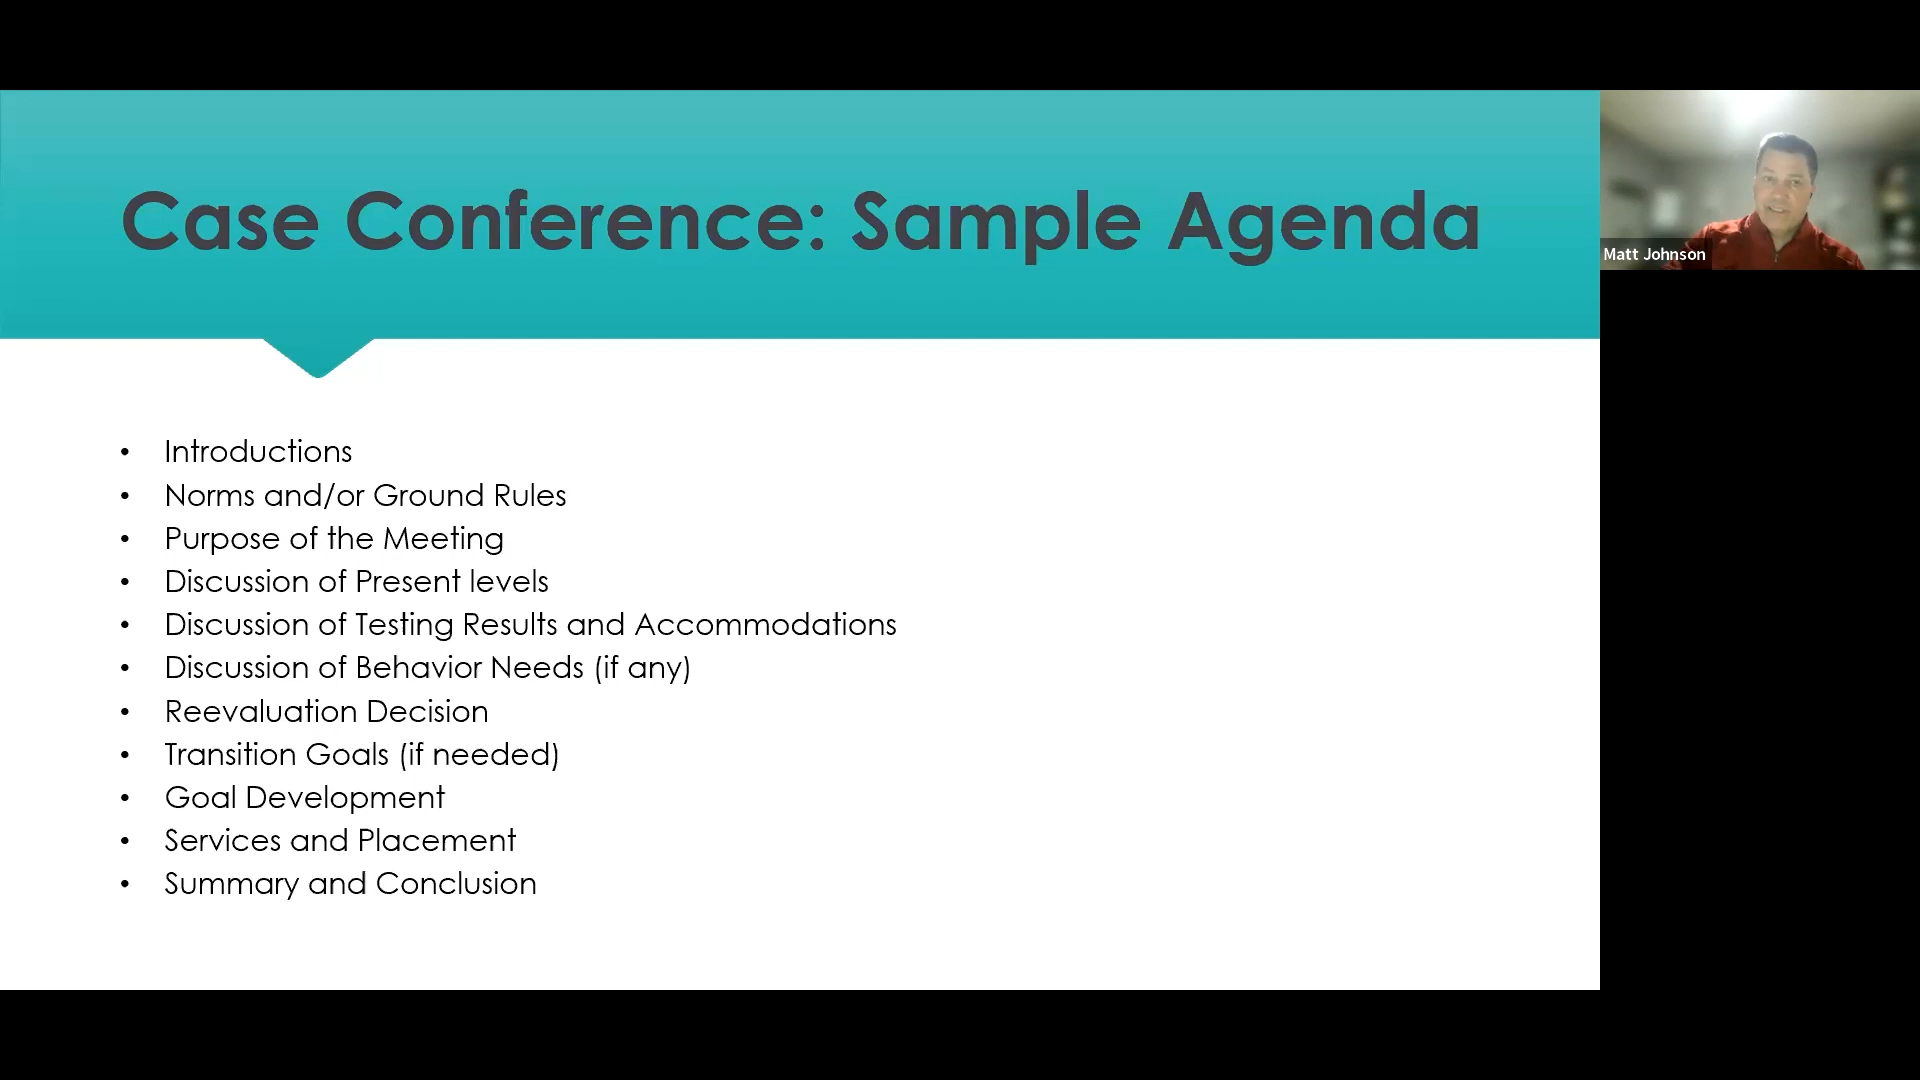 Case Conference: Sample Agenda
Matt Johnson
• Introductions
• Norms and/or Ground Rules
• Purpose of the Meeting
• Discussion of Present levels
• Discussion of Testing Results and Accommodations
• Discussion of Behavior Needs (if any)
• Reevaluation Decision
• Transition Goals (if needed)
• Goal Development
• Services and Placement
• Summary and Conclusion